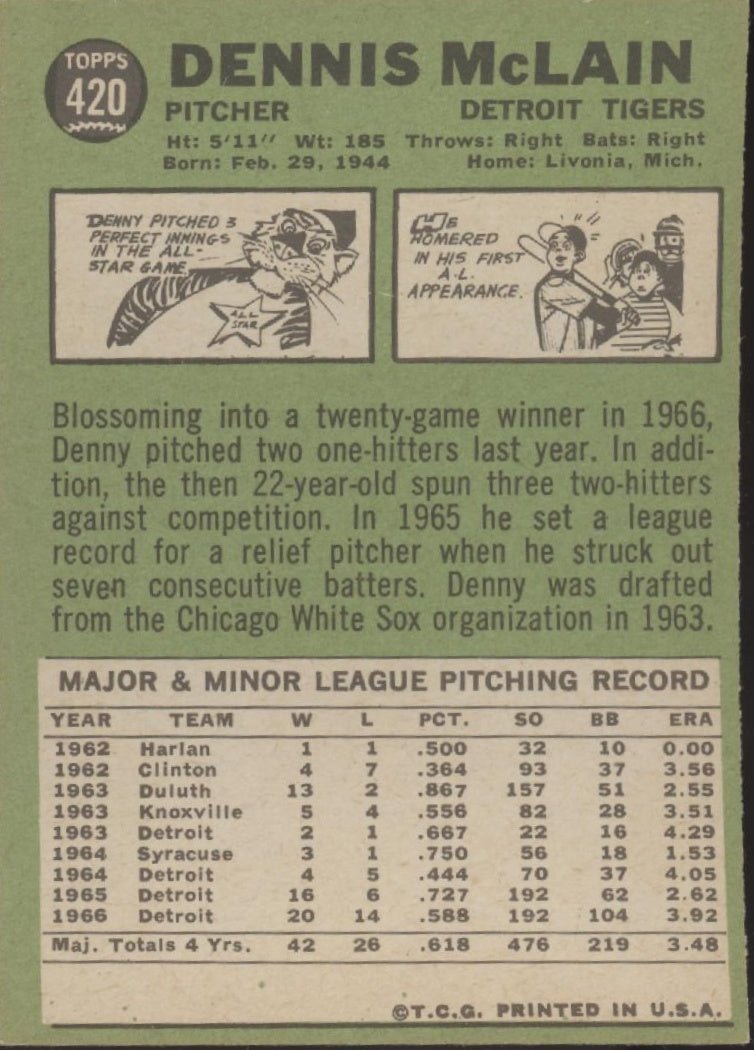 TOPPS
420
DENNIS McLAIN
PITCHER DETROIT TIGERS
Ht: 5'11" Wt: 185 Throws: Right Bats: Right
Born: Feb. 29, 1944 Home: Livonia, Mich.
DENNY PITCHED 3
PERFECT INNINGS
IN THE ALL-
STAR GAME.
ALL
STAR
HE
HOMERED
IN HIS FIRST
A.L.
APPEARANCE.
Blossoming into a twenty-game winner in 1966,
Denny pitched two one-hitters last year. In addi-
tion, the then 22-year-old spun three two-hitters
against competition. In 1965 he set a league
record for a relief pitcher when he struck out
seven consecutive batters. Denny was drafted
from the Chicago White Sox organization in 1963.
MAJOR & MINOR LEAGUE PITCHING RECORD
YEAR TEAM W L PCT. SO BB ERA
1962 Harlan 1 1 .500 32 10 0.00
1962 Clinton 4 7 .364 93 37 3.56
1963 Duluth 13 2 .867 157 51 2.55
1963 Knoxville 5 4 .556 82 28 3.51
1963 Detroit 2 1 .667 22 16 4.29
1964 Syracuse 3 1 .750 56 18 1.53
1964 Detroit 4 5 .444 70 37 4.05
1965 Detroit 16 6 .727 192 62 2.62
1966 Detroit 20 14 .588 192 104 3.92
Maj. Totals 4 Yrs. 42 26 .618 476 219 3.48
©T.C.G. PRINTED IN U.S.A.